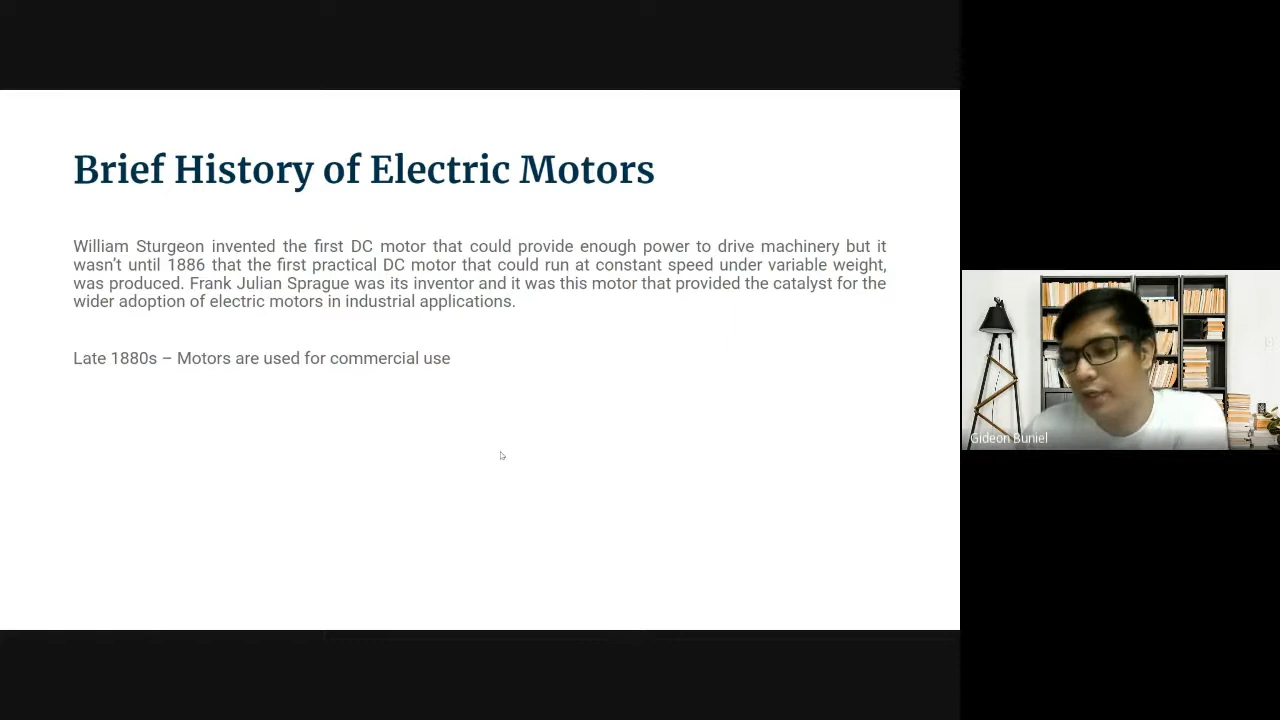 Brief History of Electric Motors
William Sturgeon invented the first DC motor that could provide enough power to drive machinery but it
wasn’t until 1886 that the first practical DC motor that could run at constant speed under variable weight,
was produced. Frank Julian Sprague was its inventor and it was this motor that provided the catalyst for the
wider adoption of electric motors in industrial applications.
Late 1880s – Motors are used for commercial use
Gideon Buniel